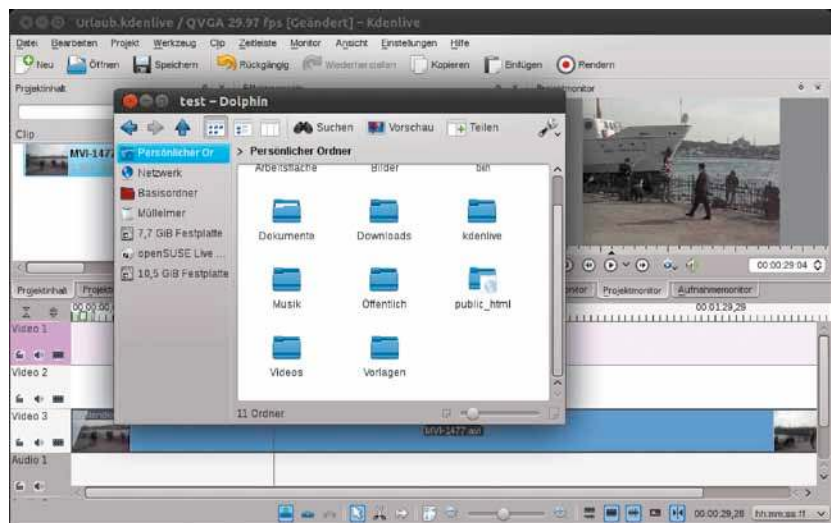 Urlaub.kdenlive / QVGA 29.97 fps [Geändert] – Kdenlive
Datei Bearbeiten Projekt Werkzeug Clip Zeitleiste Monitor Ansicht Einstellungen Hilfe
Neu Öffnen Speichern Rückgängig Wiederherstellen Kopieren Einfügen Rendern
Projektinhalt
test – Dolphin
Suchen Vorschau Teilen
Clip
MVI-147
Persönlicher Or
> Persönlicher Ordner
Netzwerk
Arbeitsfläche Bilder bin
Basisordner
Mülleimer
7,7 GiB Festplatte
Dokumente Downloads kdenlive
openSUSE Live ...
10,5 GiB Festplatte
00:00:29:04
Projektinhalt
Projektmonitor Aufnahmemonitor
Musik Öffentlich public_html
00:01:29,29
Video 1
Videos Vorlagen
Video 2
11 Ordner
Video 3
MVI-1477.avi
Audio 1
00:00:29,28 hh:mm:ss:ff